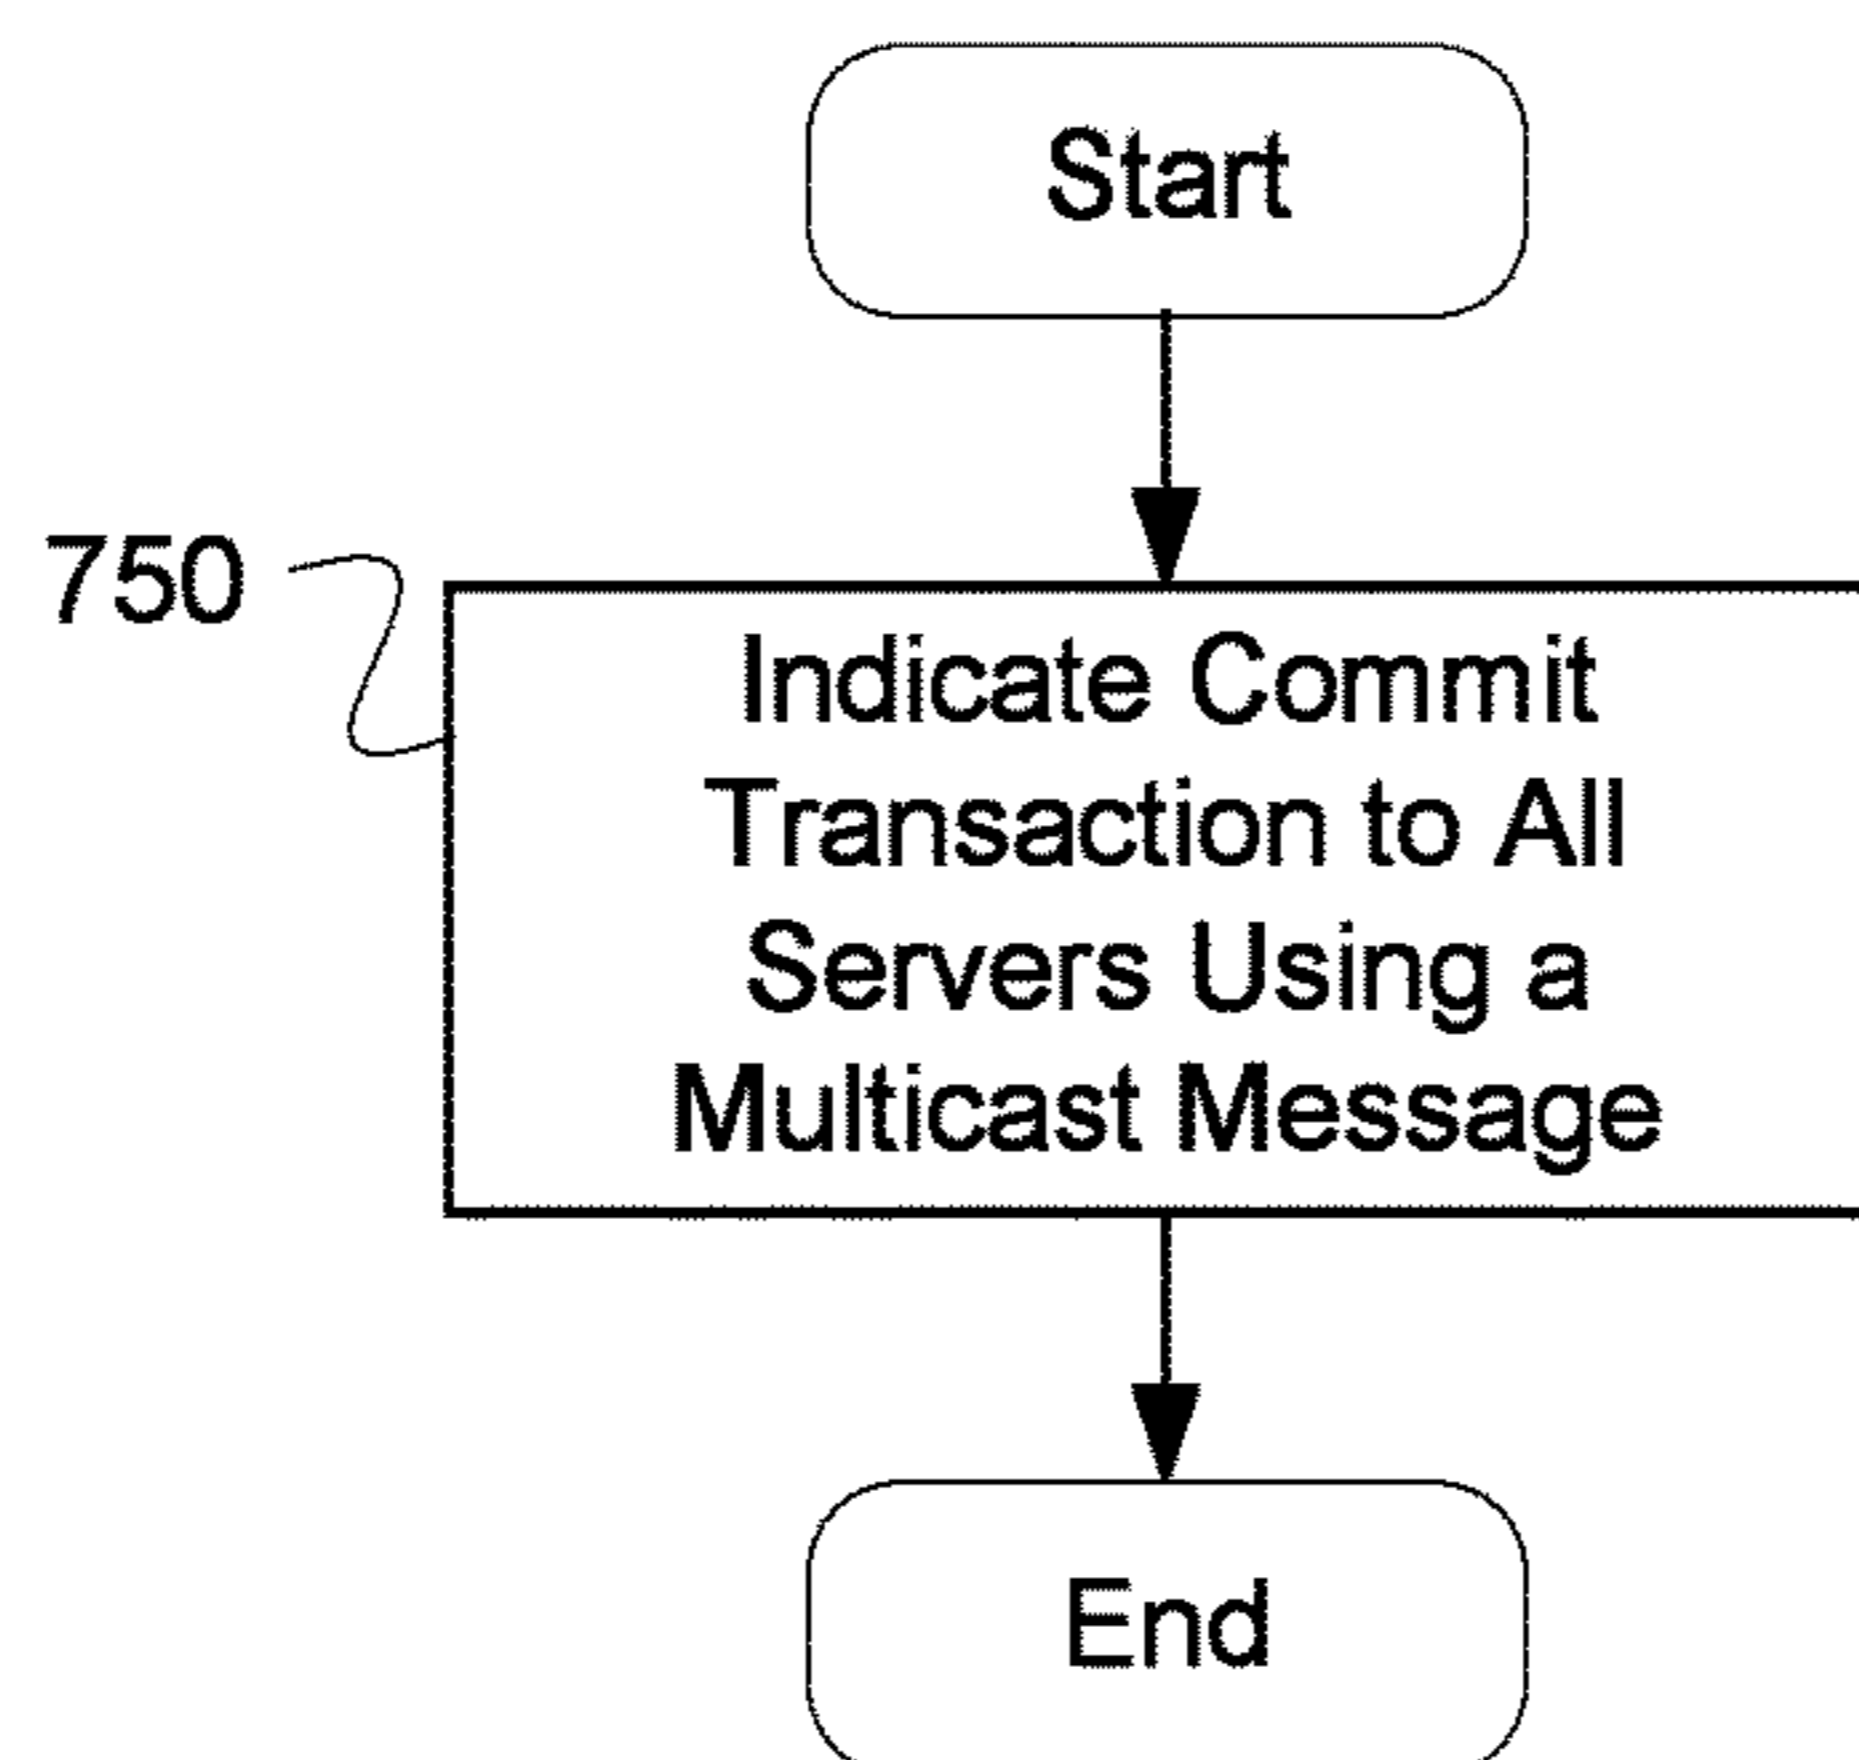 Start
750
Indicate Commit
Transaction to All
Servers Using a
Multicast Message
End